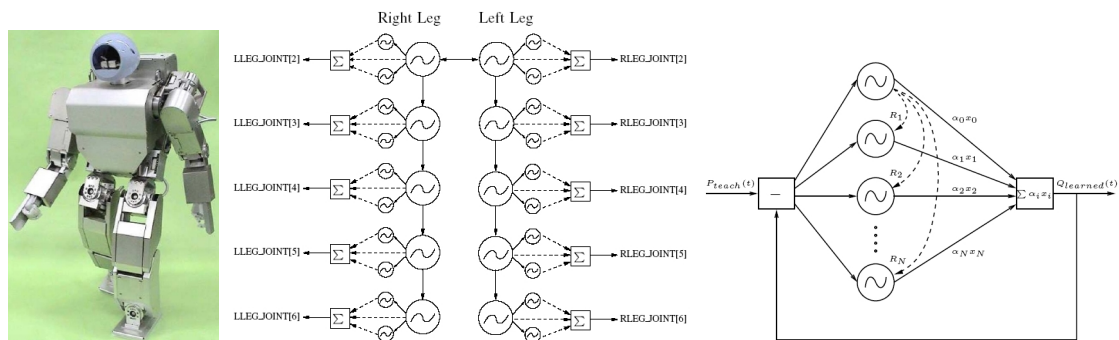 Right Leg Left Leg
LLEG_JOINT[2] Σ Σ RLEG_JOINT[2]
LLEG_JOINT[3] Σ Σ RLEG_JOINT[3]
LLEG_JOINT[4] Σ Σ RLEG_JOINT[4]
LLEG_JOINT[5] Σ Σ RLEG_JOINT[5]
LLEG_JOINT[6] Σ Σ RLEG_JOINT[6]
R1 α0x0
α1x1
R2 α2x2
Pteach(t) − ∑ αixi Qlearned(t)
RN αNxN